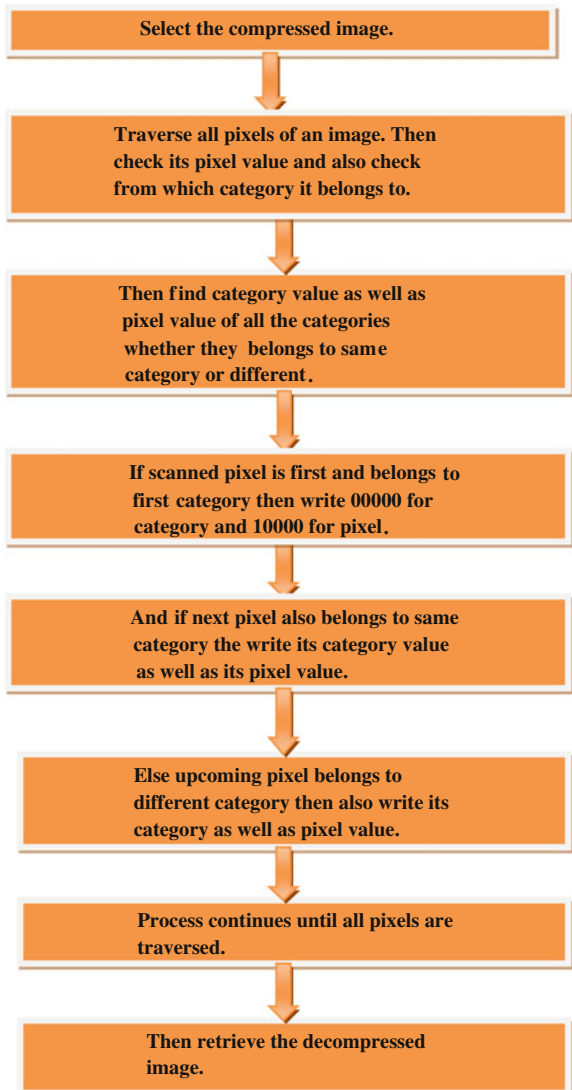 Select the compressed image.
Traverse all pixels of an image. Then
check its pixel value and also check
from which category it belongs to.
Then find category value as well as
pixel value of all the categories
whether they belongs to same
category or different.
If scanned pixel is first and belongs to
first category then write 00000 for
category and 10000 for pixel.
And if next pixel also belongs to same
category the write its category value
as well as its pixel value.
Else upcoming pixel belongs to
different category then also write its
category as well as pixel value.
Process continues until all pixels are
traversed.
Then retrieve the decompressed
image.